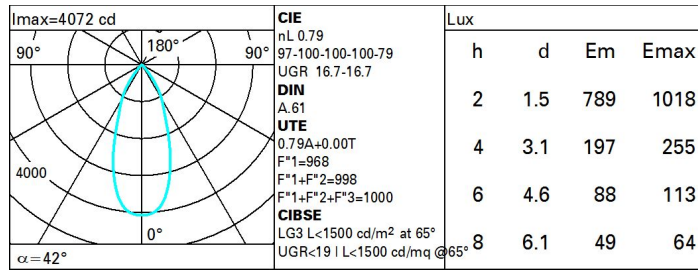 Imax=4072 cd
90°
180°
90°
4000
0°
α=42°
CIE
nL 0.79
97-100-100-100-79
UGR 16.7-16.7
DIN
A.61
UTE
0.79A+0.00T
F"1=968
F"1+F"2=998
F"1+F"2+F"3=1000
CIBSE
LG3 L<1500 cd/m² at 65°
UGR<19 | L<1500 cd/mq @65°
Lux
h d Em Emax
2 1.5 789 1018
4 3.1 197 255
6 4.6 88 113
8 6.1 49 64